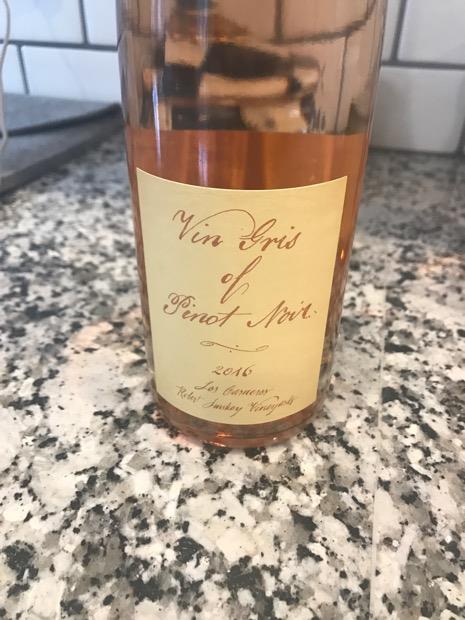 Vin Gris
of
Pinot Noir
2016
Los Carneros
Robert Sinskey Vineyards